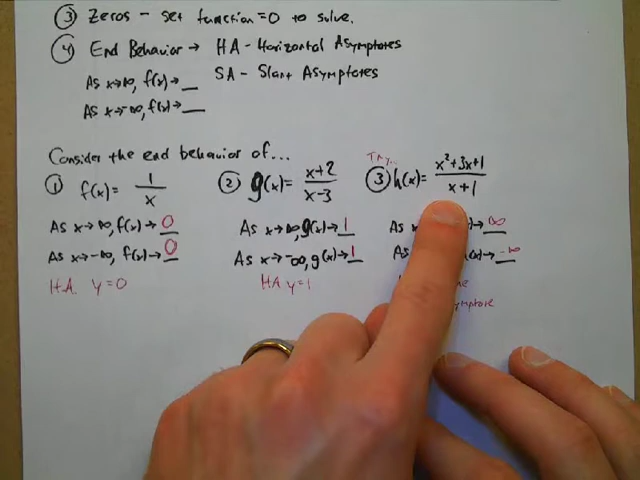 ③ Zeros - set function = 0 to solve.
④ End Behavior → HA - Horizontal Asymptotes
As x→∞, f(x)→__ SA - Slant Asymptotes
As x→-∞, f(x)→__
Consider the end behavior of...
Try...
① f(x) = 1/x ② g(x) = x+2/x-3 ③ h(x) = x²+3x+1/x+1
As x→∞, f(x)→0 As x→∞, g(x)→1 As ∞
As x→-∞, f(x)→0 As x→-∞, g(x)→1 As -∞
HA y=0 HA y=1